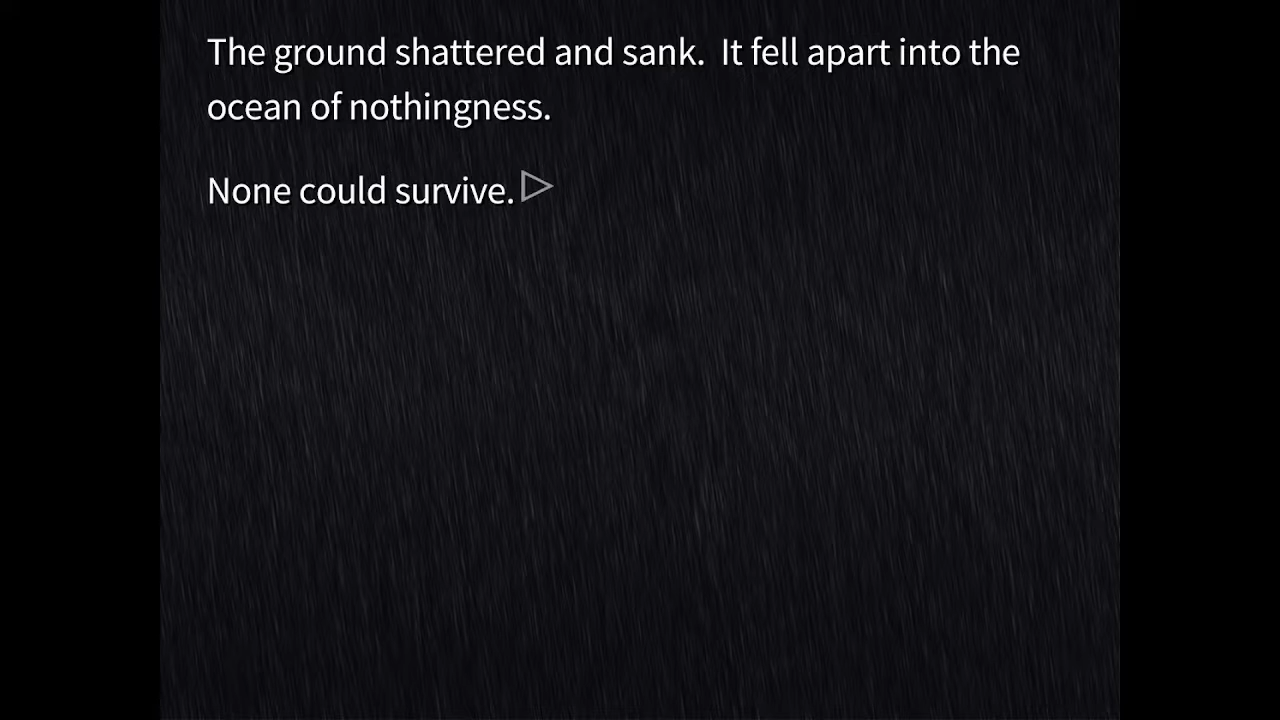 The ground shattered and sank.  It fell apart into the
ocean of nothingness.
None could survive.